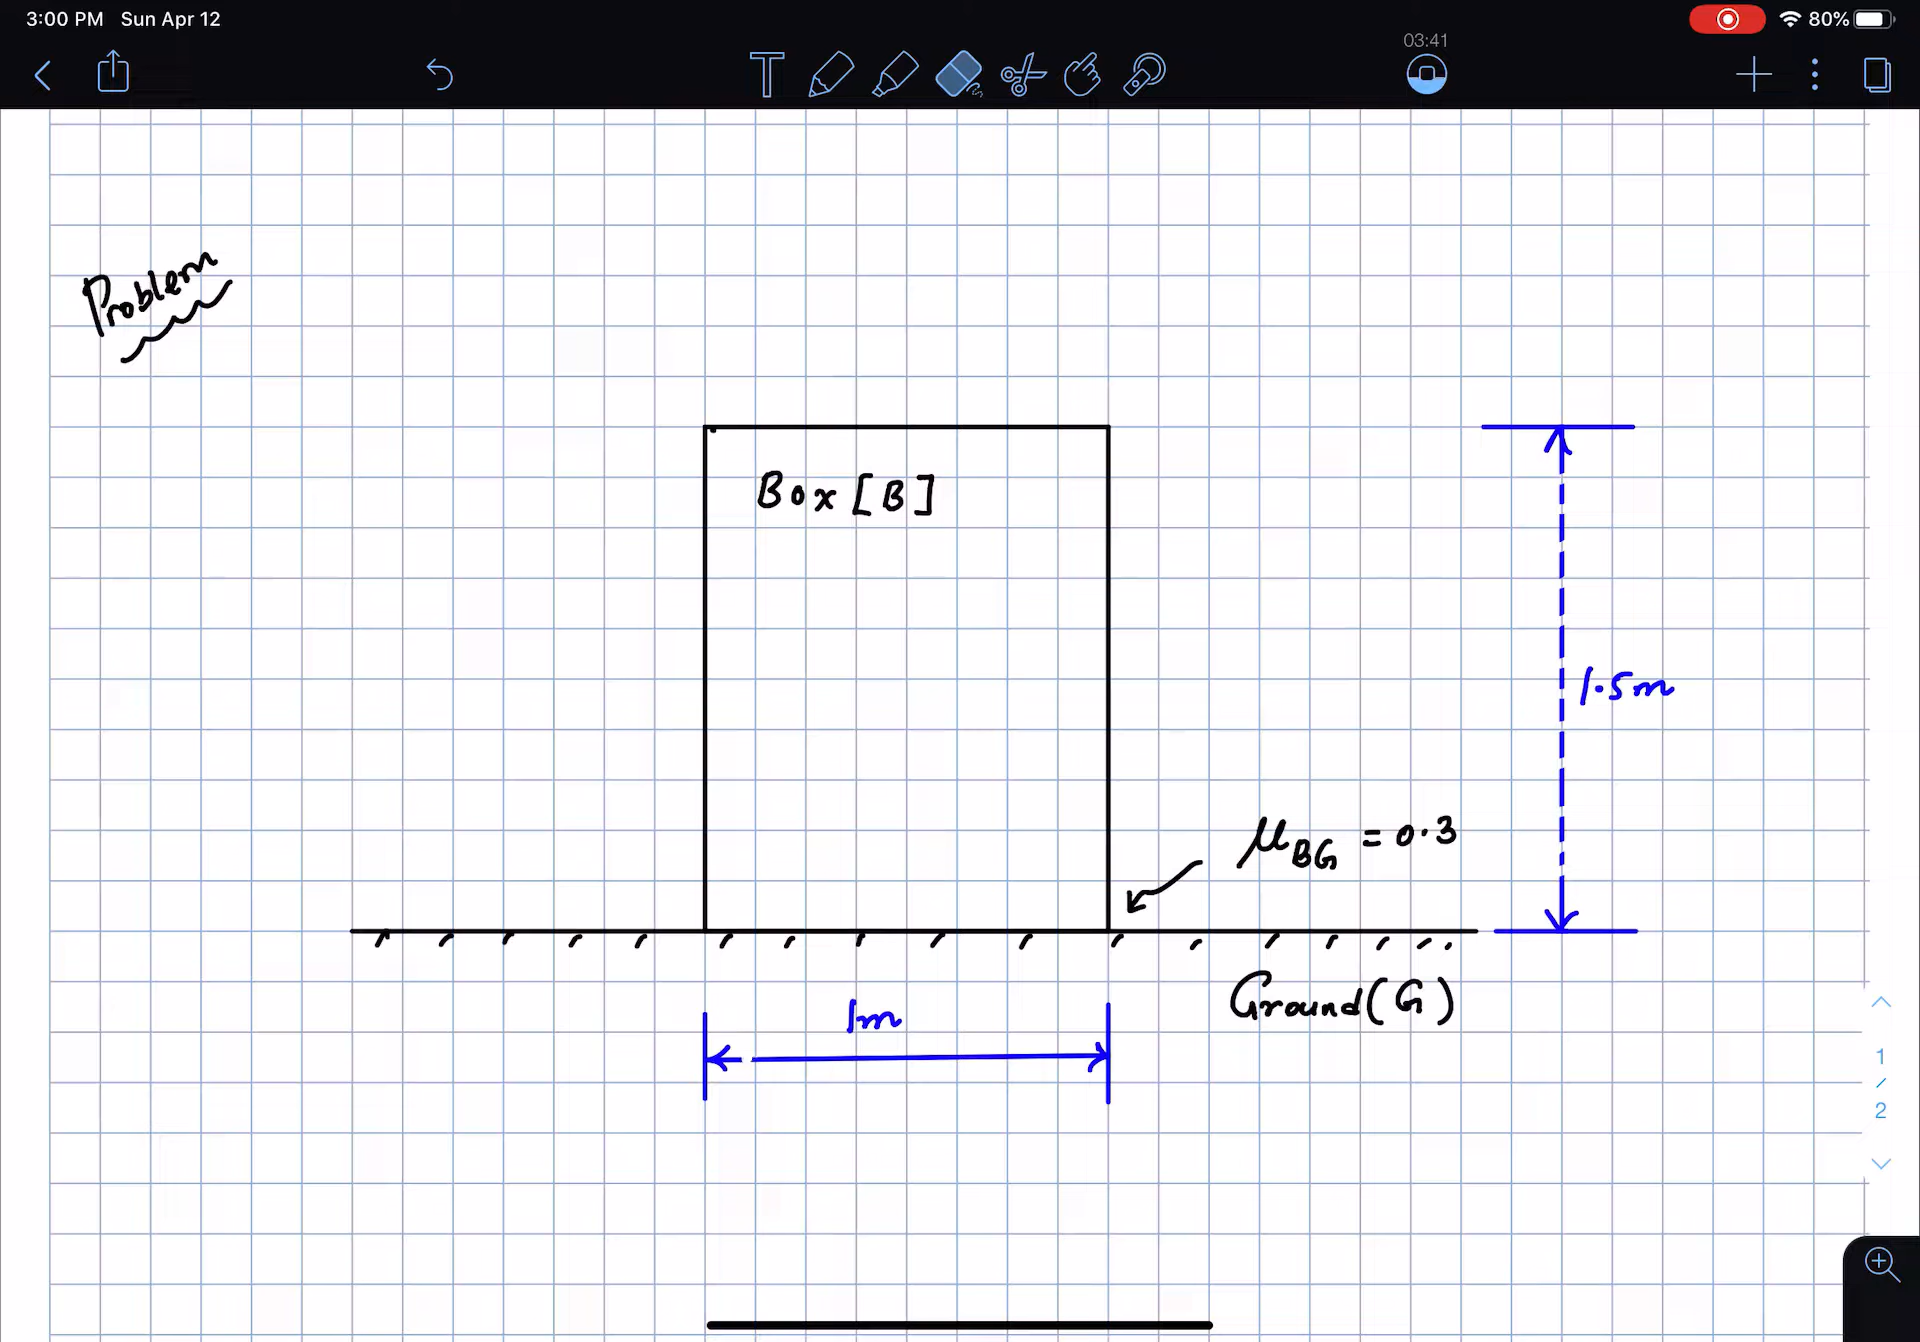 3:00 PM Sun Apr 12
80%
03:41
T
Problem
Box [B]
1.5m
μBG = 0.3
Ground(G)
1m
1
/
2